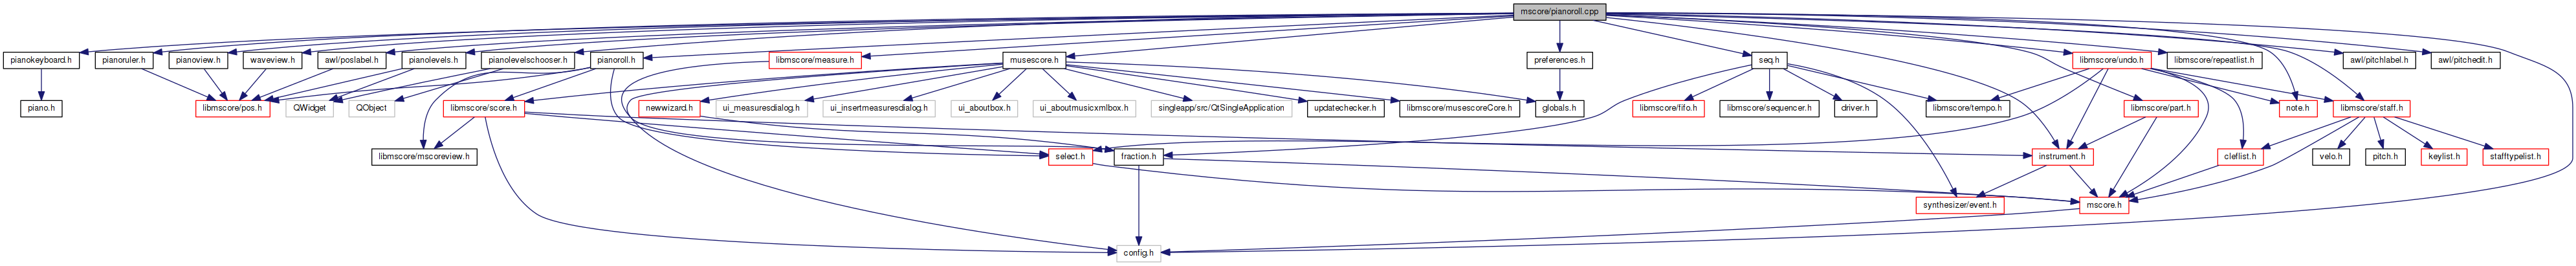 mscore/pianoroll.cpp
pianokeyboard.h
pianoruler.h
pianoview.h
waveview.h
awl/poslabel.h
pianolevels.h
pianolevelschooser.h
pianoroll.h
libmscore/measure.h
musescore.h
preferences.h
seq.h
libmscore/undo.h
libmscore/repeatlist.h
awl/pitchlabel.h
awl/pitchedit.h
piano.h
libmscore/pos.h
QWidget
QObject
libmscore/score.h
newwizard.h
ui_measuresdialog.h
ui_insertmeasuresdialog.h
ui_aboutbox.h
ui_aboutmusicxmlbox.h
singleapp/src/QtSingleApplication
updatechecker.h
libmscore/musescoreCore.h
globals.h
libmscore/fifo.h
libmscore/sequencer.h
driver.h
libmscore/tempo.h
libmscore/part.h
note.h
libmscore/staff.h
libmscore/mscoreview.h
select.h
fraction.h
instrument.h
cleflist.h
velo.h
pitch.h
keylist.h
stafftypelist.h
synthesizer/event.h
mscore.h
config.h